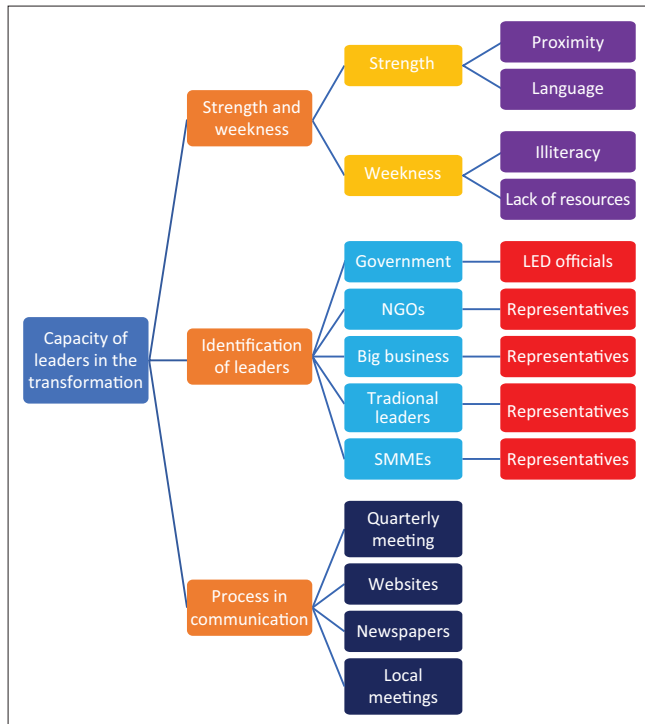 Capacity of
leaders in the
transformation
Strength and
weekness
Strength
Proximity
Language
Weekness
Illiteracy
Lack of resources
Identification
of leaders
Government
LED officials
NGOs
Representatives
Big business
Representatives
Tradional
leaders
Representatives
SMMEs
Representatives
Process in
communication
Quarterly
meeting
Websites
Newspapers
Local
meetings